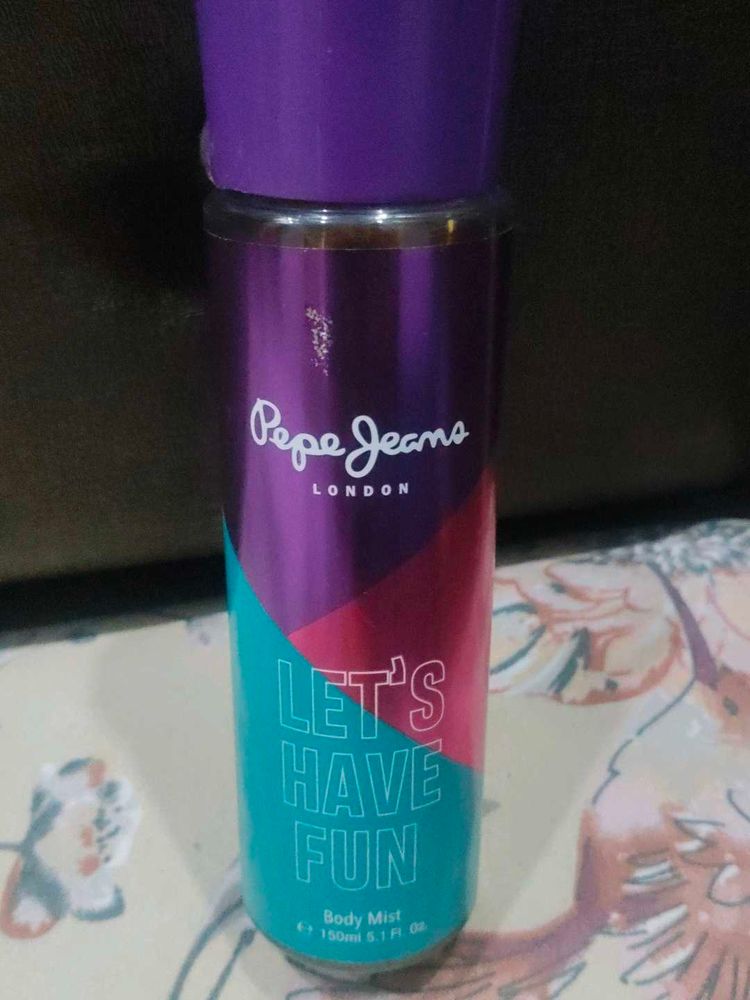 Pepe Jeans
LONDON
LET'S
HAVE
FUN
Body Mist
150ml 5.1 Fl. Oz.